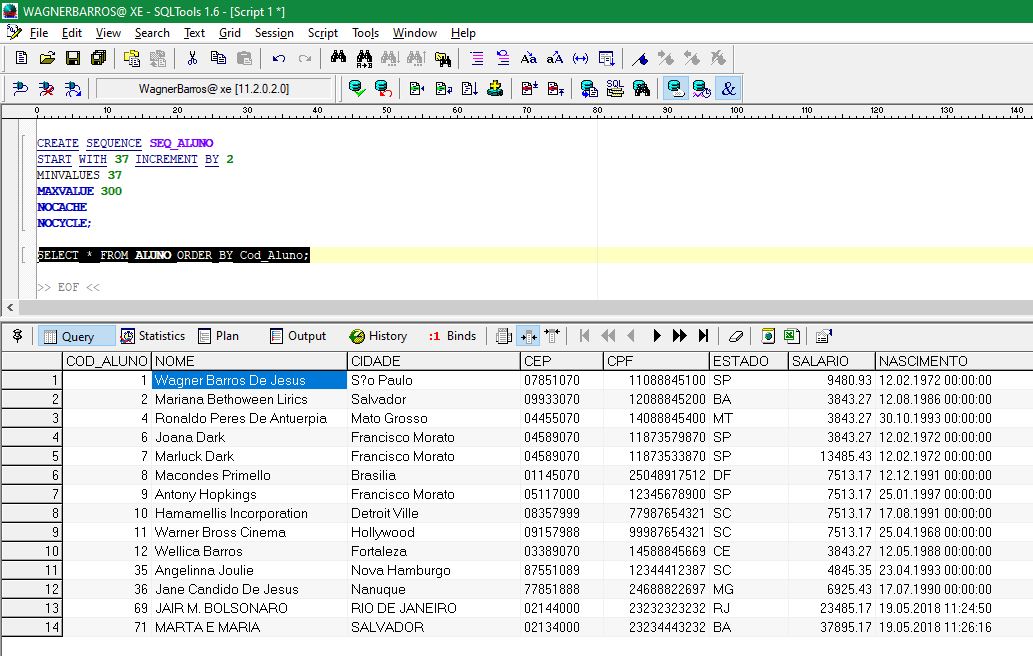 WAGNERBARROS@ XE - SQLTools 1.6 - [Script 1 *]
File Edit View Search Text Grid Session Script Tools Window Help
WagnerBarros@ xe [11.2.0.2.0] SQL &
0 10 20 30 40 50 60 70 80 90 100 110 120 130 140
CREATE SEQUENCE SEQ_ALUNO
START WITH 37 INCREMENT BY 2
MINVALUES 37
MAXVALUE 300
NOCACHE
NOCYCLE;
SELECT * FROM ALUNO ORDER BY Cod_Aluno;
>> EOF <<
Query Statistics Plan Output History :1 Binds
COD_ALUNO NOME CIDADE CEP CPF ESTADO SALARIO NASCIMENTO
1 1 Wagner Barros De Jesus S?o Paulo 07851070 11088845100 SP 9480.93 12.02.1972 00:00:00
2 2 Mariana Bethoween Lirics Salvador 09933070 12088845200 BA 3843.27 12.08.1986 00:00:00
3 4 Ronaldo Peres De Antuerpia Mato Grosso 04455070 14088845400 MT 3843.27 30.10.1993 00:00:00
4 6 Joana Dark Francisco Morato 04589070 11873579870 SP 3843.27 12.02.1972 00:00:00
5 7 Marluck Dark Francisco Morato 04589070 11873533870 SP 13485.43 12.02.1972 00:00:00
6 8 Macondes Primello Brasilia 01145070 25048917512 DF 7513.17 12.12.1991 00:00:00
7 9 Antony Hopkings Francisco Morato 05117000 12345678900 SP 7513.17 25.01.1997 00:00:00
8 10 Hamamellis Incorporation Detroit Ville 08357999 77987654321 SC 7513.17 17.08.1991 00:00:00
9 11 Warner Bross Cinema Hollywood 09157988 99987654321 SC 7513.17 25.04.1968 00:00:00
10 12 Wellica Barros Fortaleza 03389070 14588845669 CE 3843.27 12.05.1988 00:00:00
11 35 Angelinna Joulie Nova Hamburgo 87551089 12344412387 SC 4845.35 23.04.1993 00:00:00
12 36 Jane Candido De Jesus Nanuque 77851888 24688822697 MG 6925.43 17.07.1990 00:00:00
13 69 JAIR M. BOLSONARO RIO DE JANEIRO 02144000 23232323232 RJ 23485.17 19.05.2018 11:24:50
14 71 MARTA E MARIA SALVADOR 02134000 23234443232 BA 37895.17 19.05.2018 11:26:16